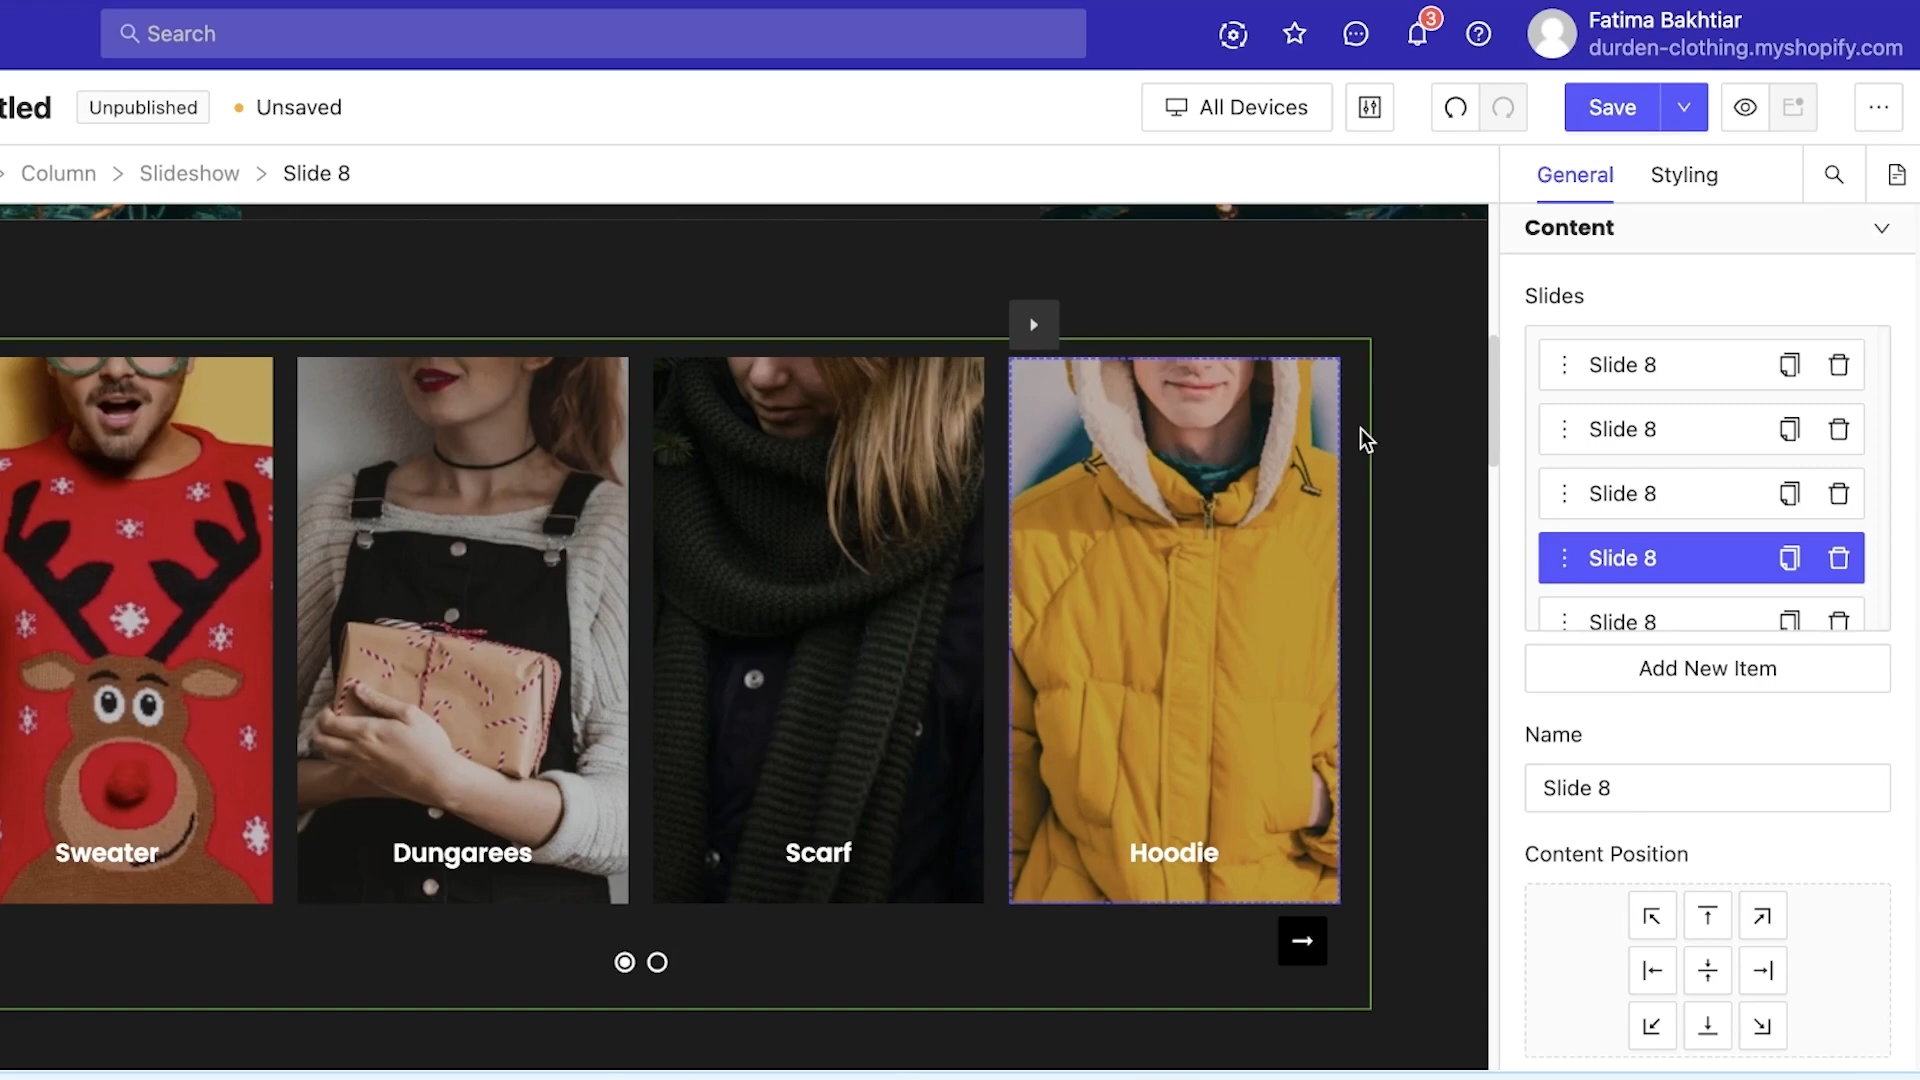 Search
3
Fatima Bakhtiar
durden-clothing.myshopify.com
tled
Unpublished
Unsaved
All Devices
Save
Column > Slideshow > Slide 8
General
Styling
Content
Slides
Slide 8
Slide 8
Slide 8
Slide 8
Slide 8
Add New Item
Name
Slide 8
Content Position
Sweater
Dungarees
Scarf
Hoodie